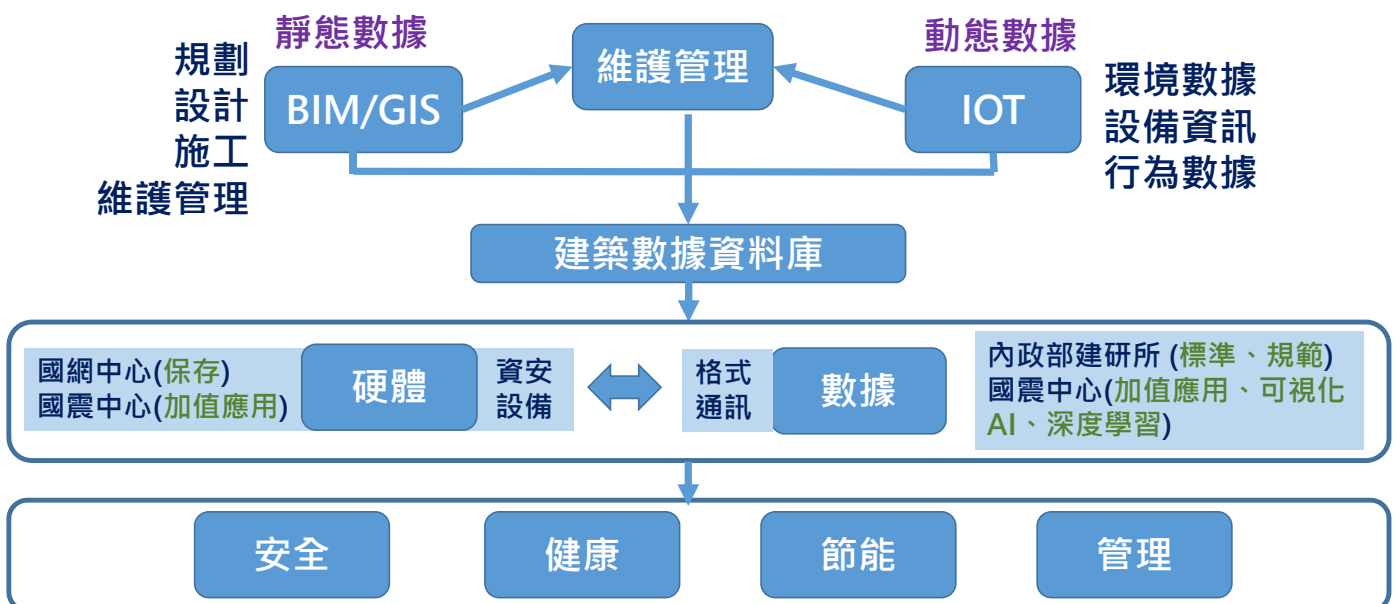 靜態數據
規劃
設計
施工
維護管理
BIM/GIS
維護管理
動態數據
IOT
環境數據
設備資訊
行為數據
建築數據資料庫
國網中心(保存)
國震中心(加值應用)
硬體
資安
設備
格式
通訊
數據
內政部建研所 (標準、規範)
國震中心(加值應用、可視化
AI、深度學習)
安全
健康
節能
管理